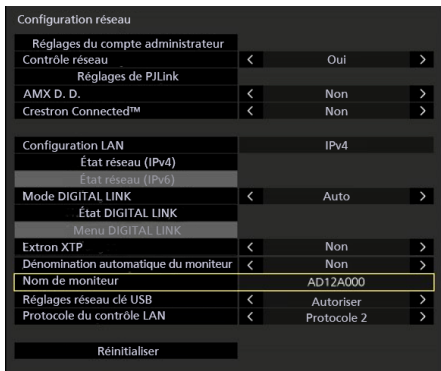 Configuration réseau
Réglages du compte administrateur
Contrôle réseau < Oui >
Réglages de PJLink
AMX D. D. < Non >
Crestron Connected™ < Non >
Configuration LAN IPv4
État réseau (IPv4)
État réseau (IPv6)
Mode DIGITAL LINK < Auto >
État DIGITAL LINK
Menu DIGITAL LINK
Extron XTP < Non >
Dénomination automatique du moniteur < Non >
Nom de moniteur AD12A000
Réglages réseau clé USB < Autoriser >
Protocole du contrôle LAN < Protocole 2 >
Réinitialiser